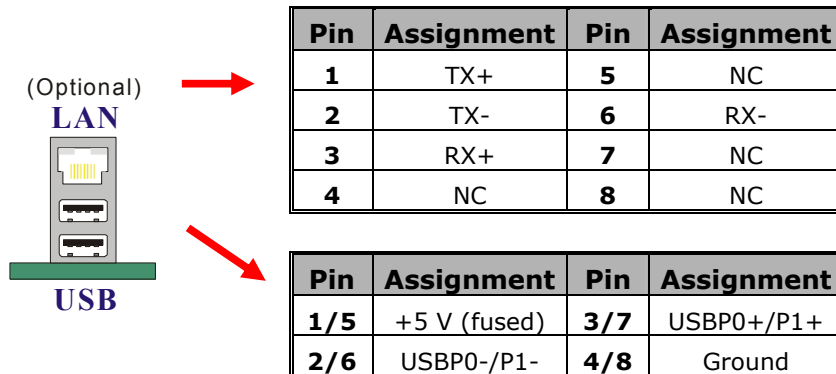 (Optional)
LAN
USB
Pin Assignment Pin Assignment
1 TX+ 5 NC
2 TX- 6 RX-
3 RX+ 7 NC
4 NC 8 NC
Pin Assignment Pin Assignment
1/5 +5 V (fused) 3/7 USBP0+/P1+
2/6 USBP0-/P1- 4/8 Ground